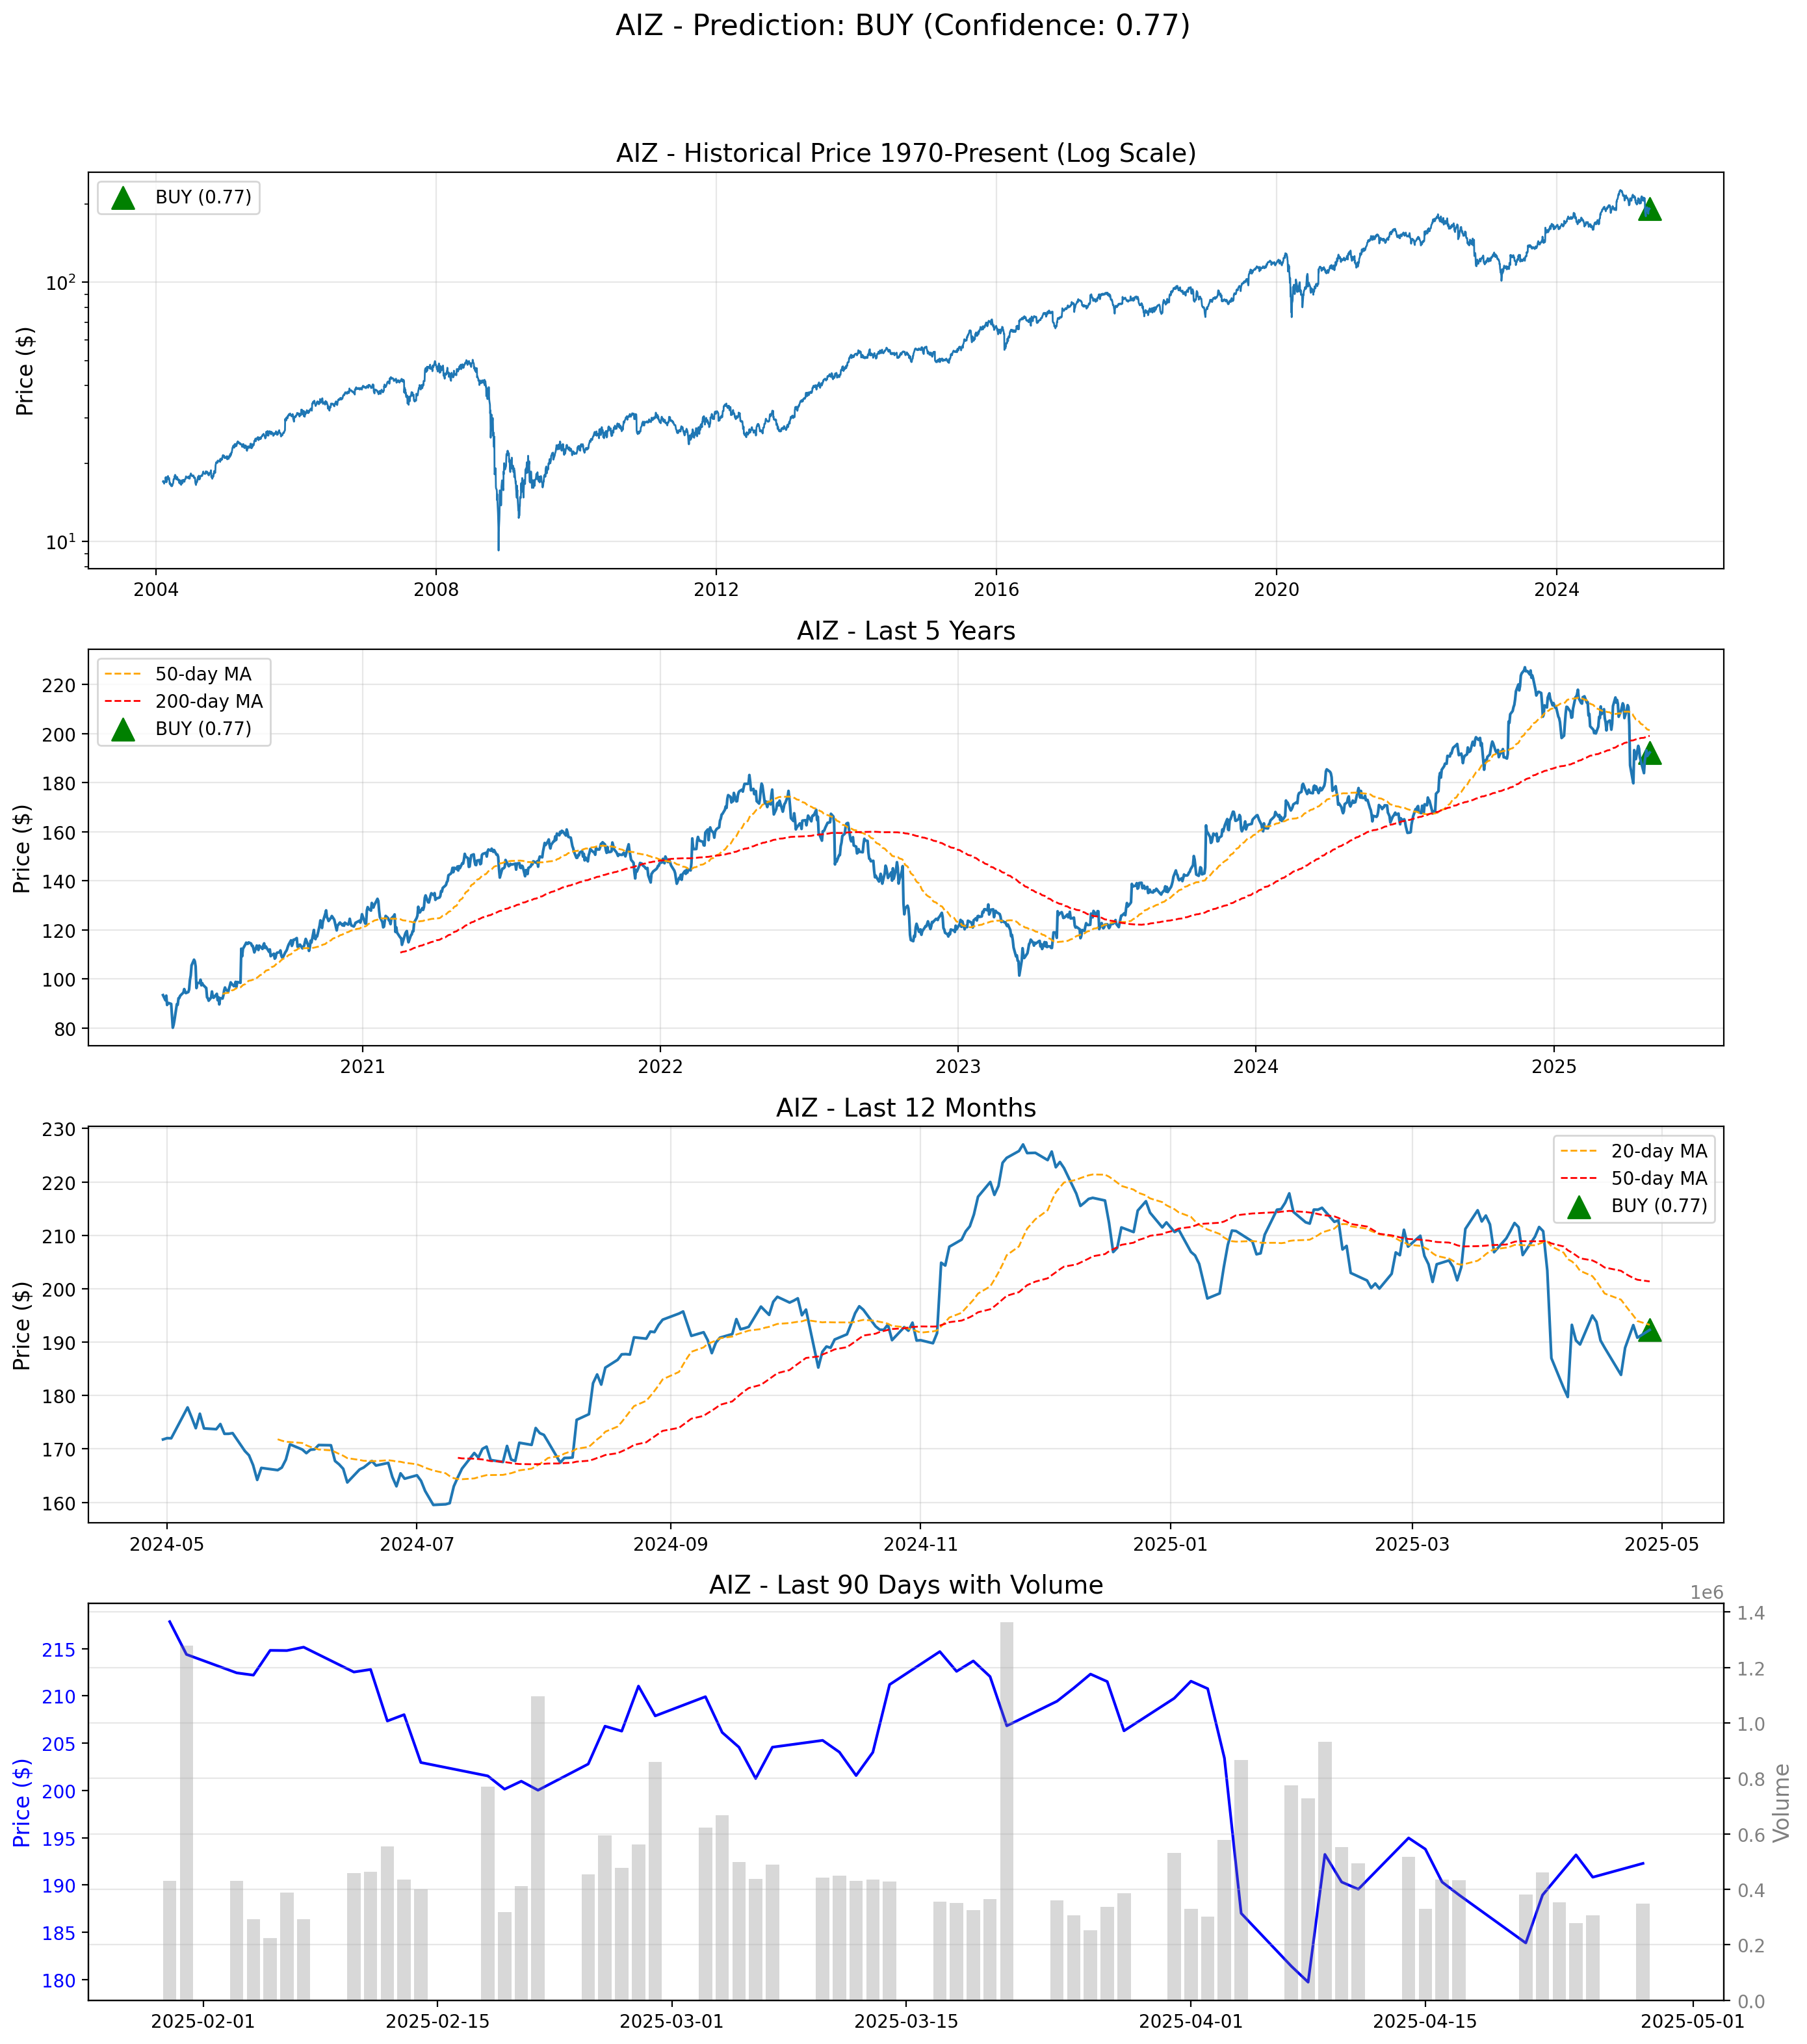 AIZ - Prediction: BUY (Confidence: 0.77)
AIZ - Historical Price 1970-Present (Log Scale)
BUY (0.77)
Price ($)
10²
10¹
2004 2008 2012 2016 2020 2024
AIZ - Last 5 Years
50-day MA
200-day MA
BUY (0.77)
Price ($)
220
200
180
160
140
120
100
80
2021 2022 2023 2024 2025
AIZ - Last 12 Months
20-day MA
50-day MA
BUY (0.77)
Price ($)
230
220
210
200
190
180
170
160
2024-05 2024-07 2024-09 2024-11 2025-01 2025-03 2025-05
AIZ - Last 90 Days with Volume
1e6
Price ($)
215
210
205
200
195
190
185
180
1.4
1.2
1.0
0.8
0.6
0.4
0.2
0.0
Volume
2025-02-01 2025-02-15 2025-03-01 2025-03-15 2025-04-01 2025-04-15 2025-05-01